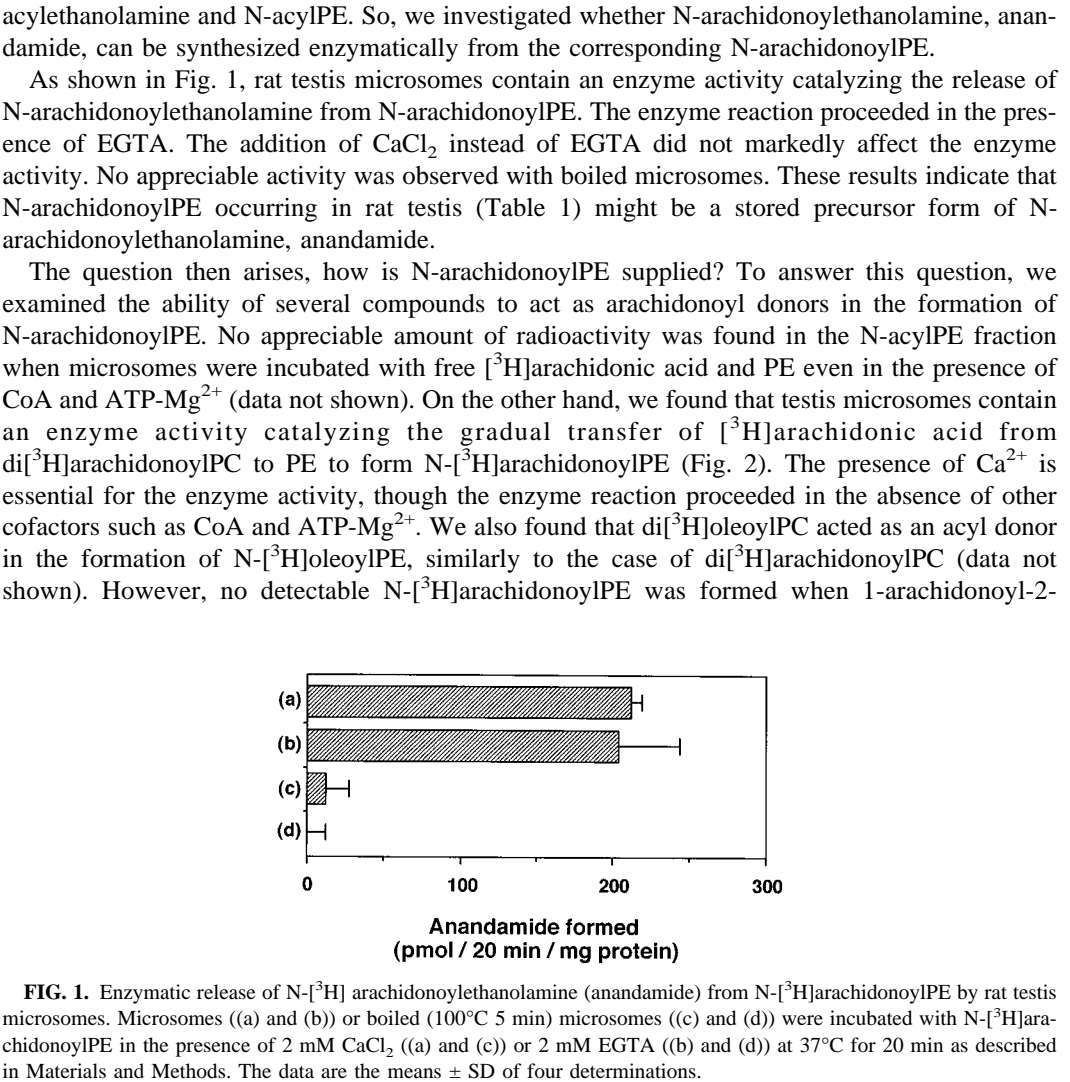 acylethanolamine and N-acylPE. So, we investigated whether N-arachidonoylethanolamine, anan-
damide, can be synthesized enzymatically from the corresponding N-arachidonoylPE.
As shown in Fig. 1, rat testis microsomes contain an enzyme activity catalyzing the release of
N-arachidonoylethanolamine from N-arachidonoylPE. The enzyme reaction proceeded in the pres-
ence of EGTA. The addition of CaCl₂ instead of EGTA did not markedly affect the enzyme
activity. No appreciable activity was observed with boiled microsomes. These results indicate that
N-arachidonoylPE occurring in rat testis (Table 1) might be a stored precursor form of N-
arachidonoylethanolamine, anandamide.
The question then arises, how is N-arachidonoylPE supplied? To answer this question, we
examined the ability of several compounds to act as arachidonoyl donors in the formation of
N-arachidonoylPE. No appreciable amount of radioactivity was found in the N-acylPE fraction
when microsomes were incubated with free [³H]arachidonic acid and PE even in the presence of
CoA and ATP-Mg²⁺ (data not shown). On the other hand, we found that testis microsomes contain
an enzyme activity catalyzing the gradual transfer of [³H]arachidonic acid from
di[³H]arachidonoylPC to PE to form N-[³H]arachidonoylPE (Fig. 2). The presence of Ca²⁺ is
essential for the enzyme activity, though the enzyme reaction proceeded in the absence of other
cofactors such as CoA and ATP-Mg²⁺. We also found that di[³H]oleoylPC acted as an acyl donor
in the formation of N-[³H]oleoylPE, similarly to the case of di[³H]arachidonoylPC (data not
shown). However, no detectable N-[³H]arachidonoylPE was formed when 1-arachidonoyl-2-
(a)
(b)
(c)
(d)
0 100 200 300
Anandamide formed
(pmol / 20 min / mg protein)
FIG. 1. Enzymatic release of N-[³H] arachidonoylethanolamine (anandamide) from N-[³H]arachidonoylPE by rat testis
microsomes. Microsomes ((a) and (b)) or boiled (100°C 5 min) microsomes ((c) and (d)) were incubated with N-[³H]ara-
chidonoylPE in the presence of 2 mM CaCl₂ ((a) and (c)) or 2 mM EGTA ((b) and (d)) at 37°C for 20 min as described
in Materials and Methods. The data are the means ± SD of four determinations.